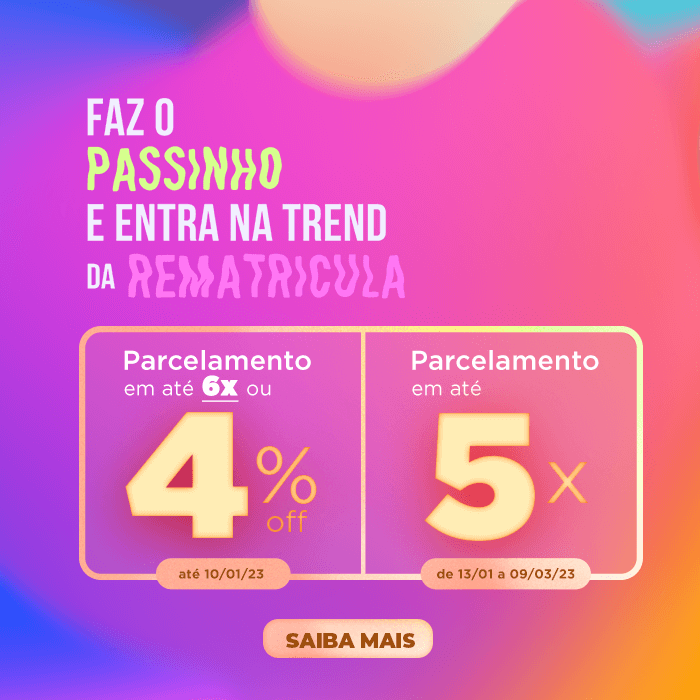 FAZ O
PASSINHO
E ENTRA NA TREND
DA REMATRICULA
Parcelamento
em até 6x ou
4% off
até 10/01/23
Parcelamento
em até
5x
de 13/01 a 09/03/23
SAIBA MAIS